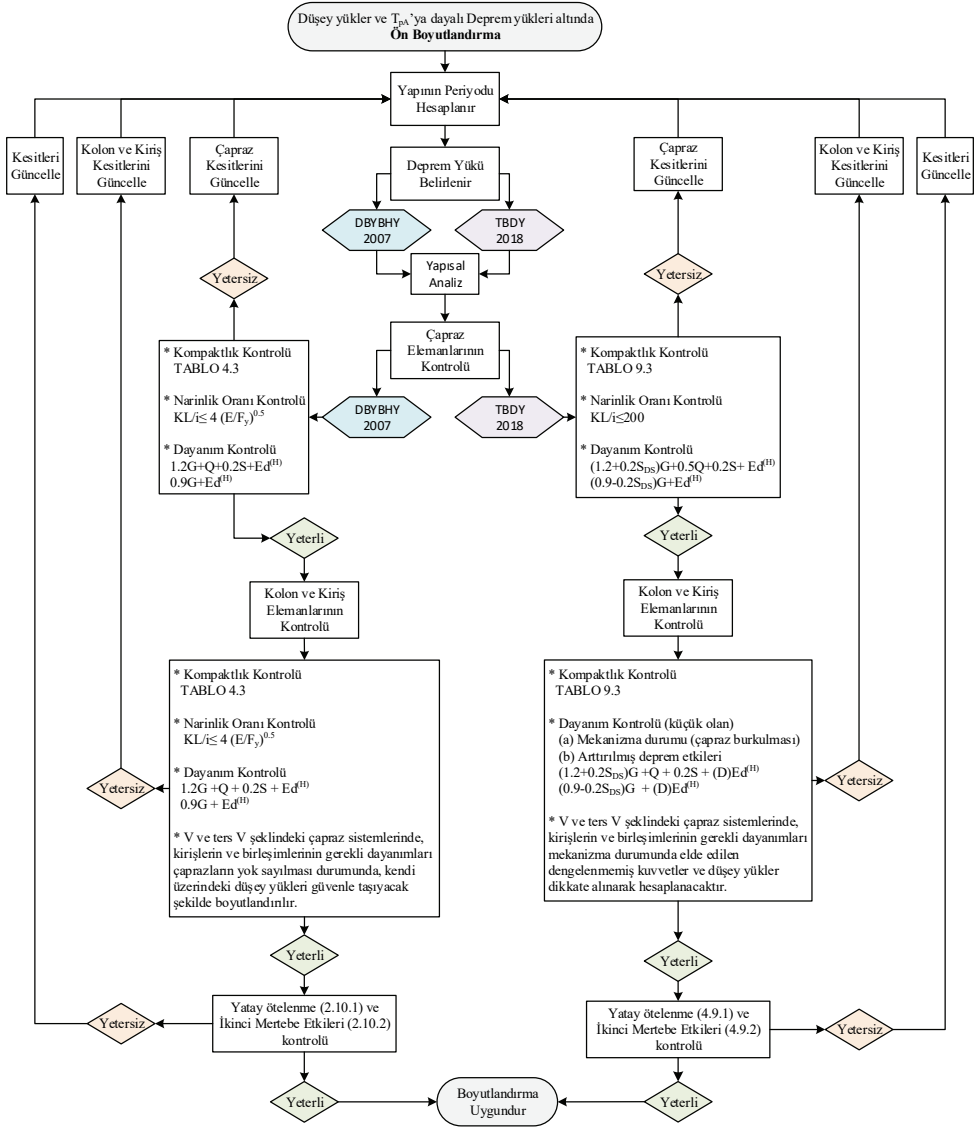 Düşey yükler ve TpA'ya dayalı Deprem yükleri altında
Ön Boyutlandırma
Yapının Periyodu
Hesaplanır
Kesitleri
Güncelle
Kolon ve Kiriş
Kesitlerini
Güncelle
Çapraz
Kesitlerini
Güncelle
Deprem Yükü
Belirlenir
Çapraz
Kesitlerini
Güncelle
Kolon ve Kiriş
Kesitlerini
Güncelle
Kesitleri
Güncelle
DBYBHY
2007
TBDY
2018
Yapısal
Analiz
Yetersiz
Yetersiz
Çapraz
Elemanlarının
Kontrolü
DBYBHY
2007
TBDY
2018
* Kompaktlık Kontrolü
TABLO 4.3
* Narinlik Oranı Kontrolü
KL/i≤ 4 (E/Fy)^0.5
* Dayanım Kontrolü
1.2G+Q+0.2S+Ed^(H)
0.9G+Ed^(H)
* Kompaktlık Kontrolü
TABLO 9.3
* Narinlik Oranı Kontrolü
KL/i≤200
* Dayanım Kontrolü
(1.2+0.2SDS)G+0.5Q+0.2S+ Ed^(H)
(0.9-0.2SDS)G+Ed^(H)
Yeterli
Yeterli
Kolon ve Kiriş
Elemanlarının
Kontrolü
Kolon ve Kiriş
Elemanlarının
Kontrolü
* Kompaktlık Kontrolü
TABLO 4.3
* Narinlik Oranı Kontrolü
KL/i≤ 4 (E/Fy)^0.5
* Dayanım Kontrolü
1.2G +Q + 0.2S + Ed^(H)
0.9G + Ed^(H)
* V ve ters V şeklindeki çapraz sistemlerinde,
kirişlerin ve birleşimlerinin gerekli dayanımları
çaprazların yok sayılması durumunda, kendi
üzerindeki düşey yükleri güvenle taşıyacak
şekilde boyutlandırılır.
Yetersiz
* Kompaktlık Kontrolü
TABLO 9.3
* Dayanım Kontrolü (küçük olan)
(a) Mekanizma durumu (çapraz burkulması)
(b) Arttırılmış deprem etkileri
(1.2+0.2SDS)G +Q + 0.2S + (D)Ed^(H)
(0.9-0.2SDS)G + (D)Ed^(H)
* V ve ters V şeklindeki çapraz sistemlerinde,
kirişlerin ve birleşimlerinin gerekli dayanımları
mekanizma durumunda elde edilen
dengelenmemiş kuvvetler ve düşey yükler
dikkate alınarak hesaplanacaktır.
Yetersiz
Yeterli
Yeterli
Yetersiz
Yatay ötelenme (2.10.1) ve
İkinci Mertebe Etkileri (2.10.2)
kontrolü
Yatay ötelenme (4.9.1) ve
İkinci Mertebe Etkileri (4.9.2)
kontrolü
Yetersiz
Yeterli
Boyutlandırma
Uygundur
Yeterli